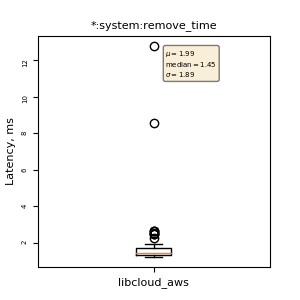 *:system:remove_time
12
10
8
6
4
2
Latency, ms
μ = 1.99
median = 1.45
σ = 1.89
libcloud_aws